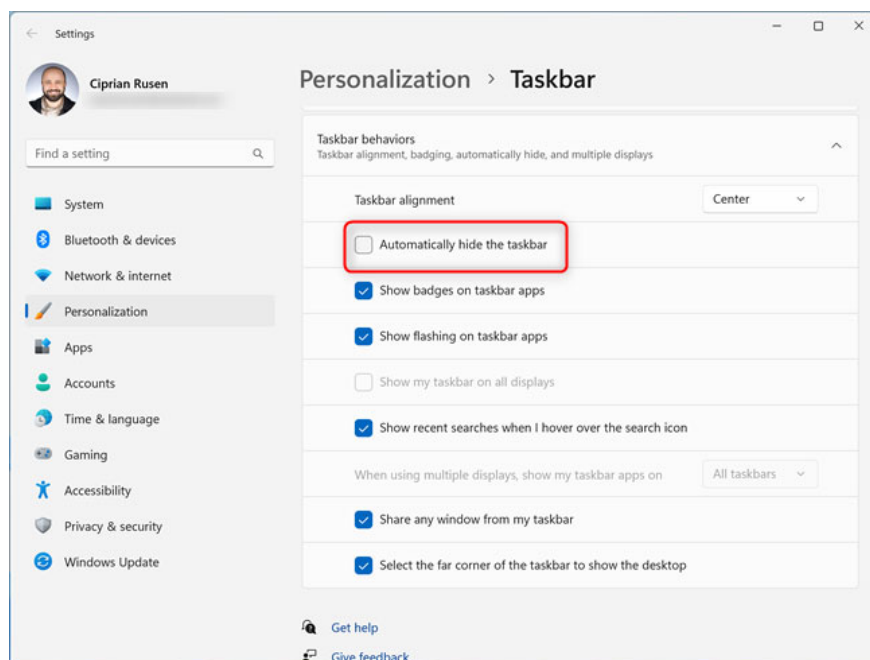 Settings
Ciprian Rusen
Find a setting
System
Bluetooth & devices
Network & internet
Personalization
Apps
Accounts
Time & language
Gaming
Accessibility
Privacy & security
Windows Update
Personalization > Taskbar
Taskbar behaviors
Taskbar alignment, badging, automatically hide, and multiple displays
Taskbar alignment
Center
Automatically hide the taskbar
Show badges on taskbar apps
Show flashing on taskbar apps
Show my taskbar on all displays
Show recent searches when I hover over the search icon
When using multiple displays, show my taskbar apps on
All taskbars
Share any window from my taskbar
Select the far corner of the taskbar to show the desktop
Get help
Give feedback